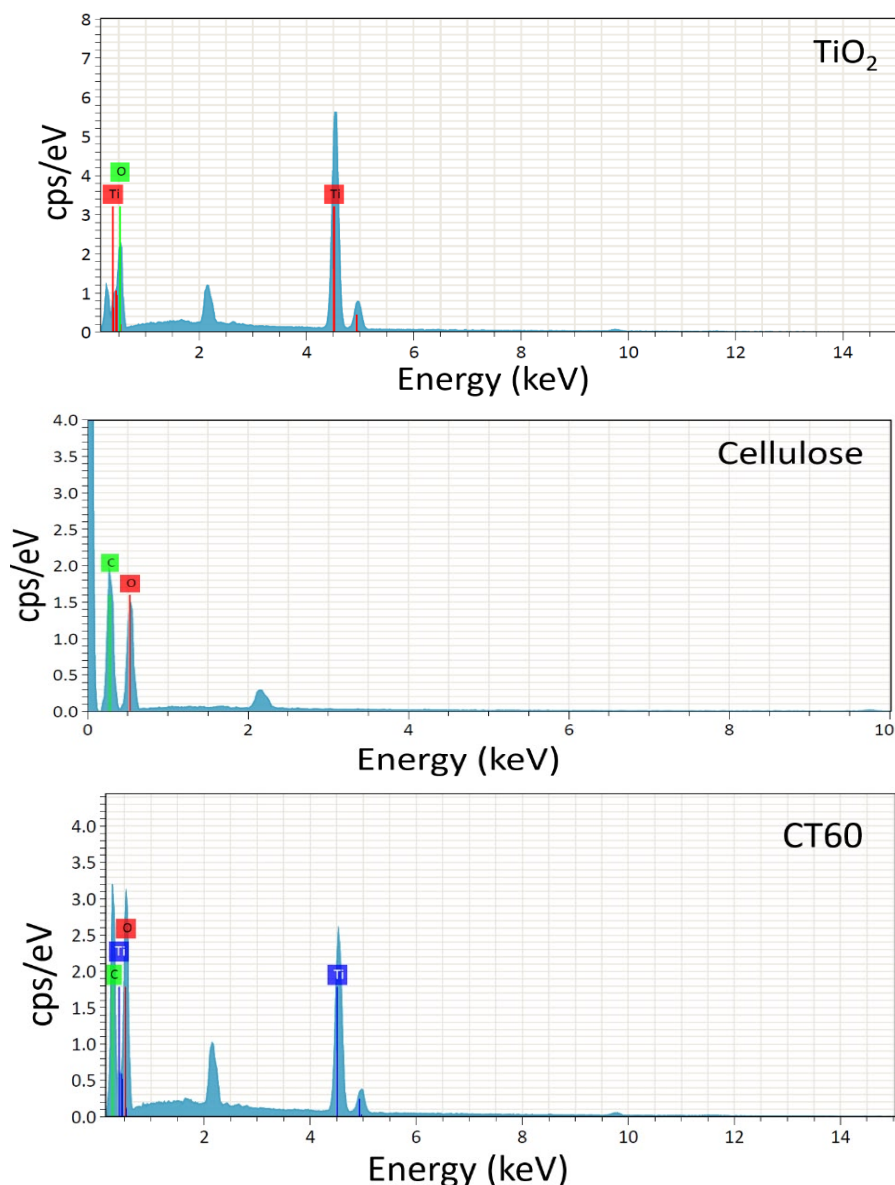 TiO₂
cps/eV
8
7
6
5
4
3
2
1
0
O
Ti
Ti
2 4 6 8 10 12 14
Energy (keV)
Cellulose
cps/eV
4.0
3.5
3.0
2.5
2.0
1.5
1.0
0.5
0.0
C
O
0 2 4 6 8 10
Energy (keV)
CT60
cps/eV
4.0
3.5
3.0
2.5
2.0
1.5
1.0
0.5
0.0
O
Ti
C
Ti
2 4 6 8 10 12 14
Energy (keV)